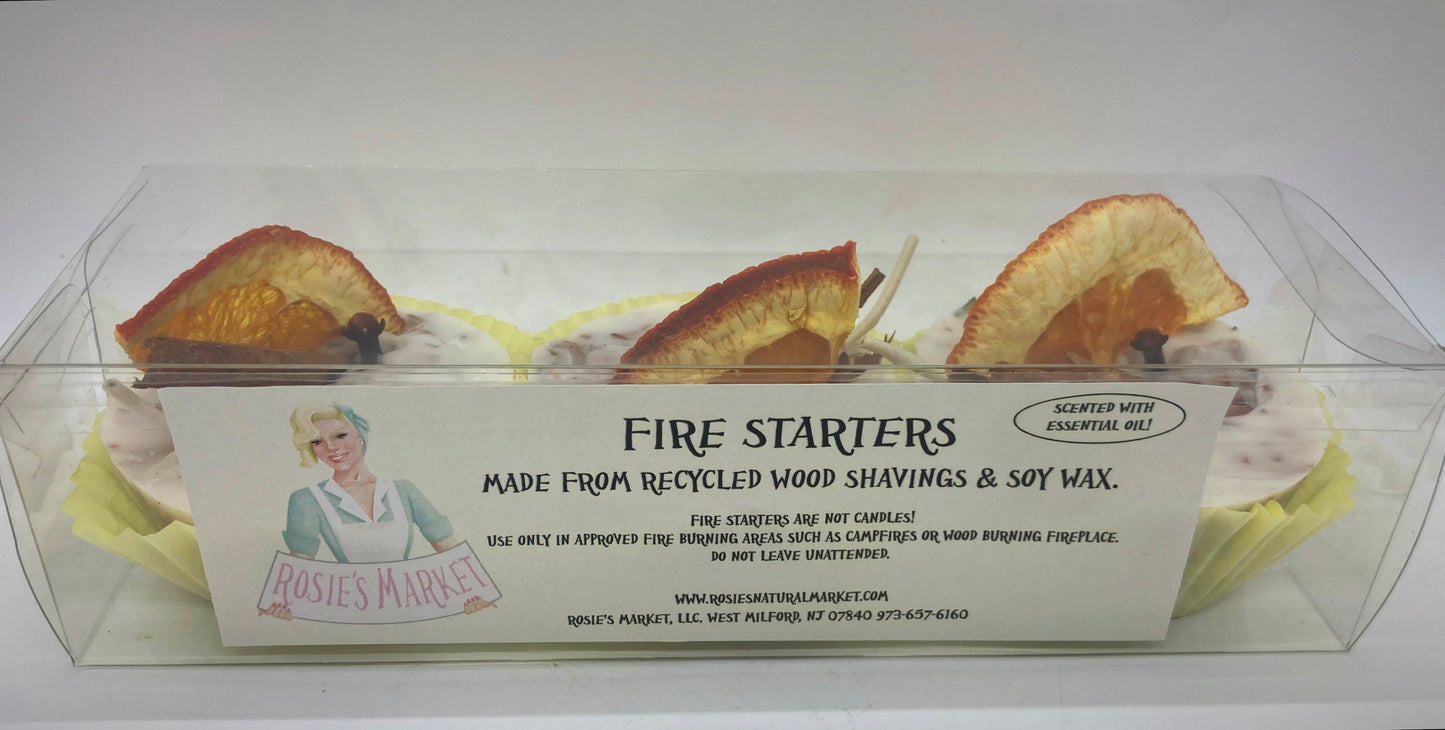 FIRE STARTERS
SCENTED WITH
ESSENTIAL OIL!
MADE FROM RECYCLED WOOD SHAVINGS & SOY WAX.
FIRE STARTERS ARE NOT CANDLES!
USE ONLY IN APPROVED FIRE BURNING AREAS SUCH AS CAMPFIRES OR WOOD BURNING FIREPLACE.
DO NOT LEAVE UNATTENDED.
ROSIE'S MARKET
WWW.ROSIESNATURALMARKET.COM
ROSIE'S MARKET, LLC. WEST MILFORD, NJ 07840 973-657-6160